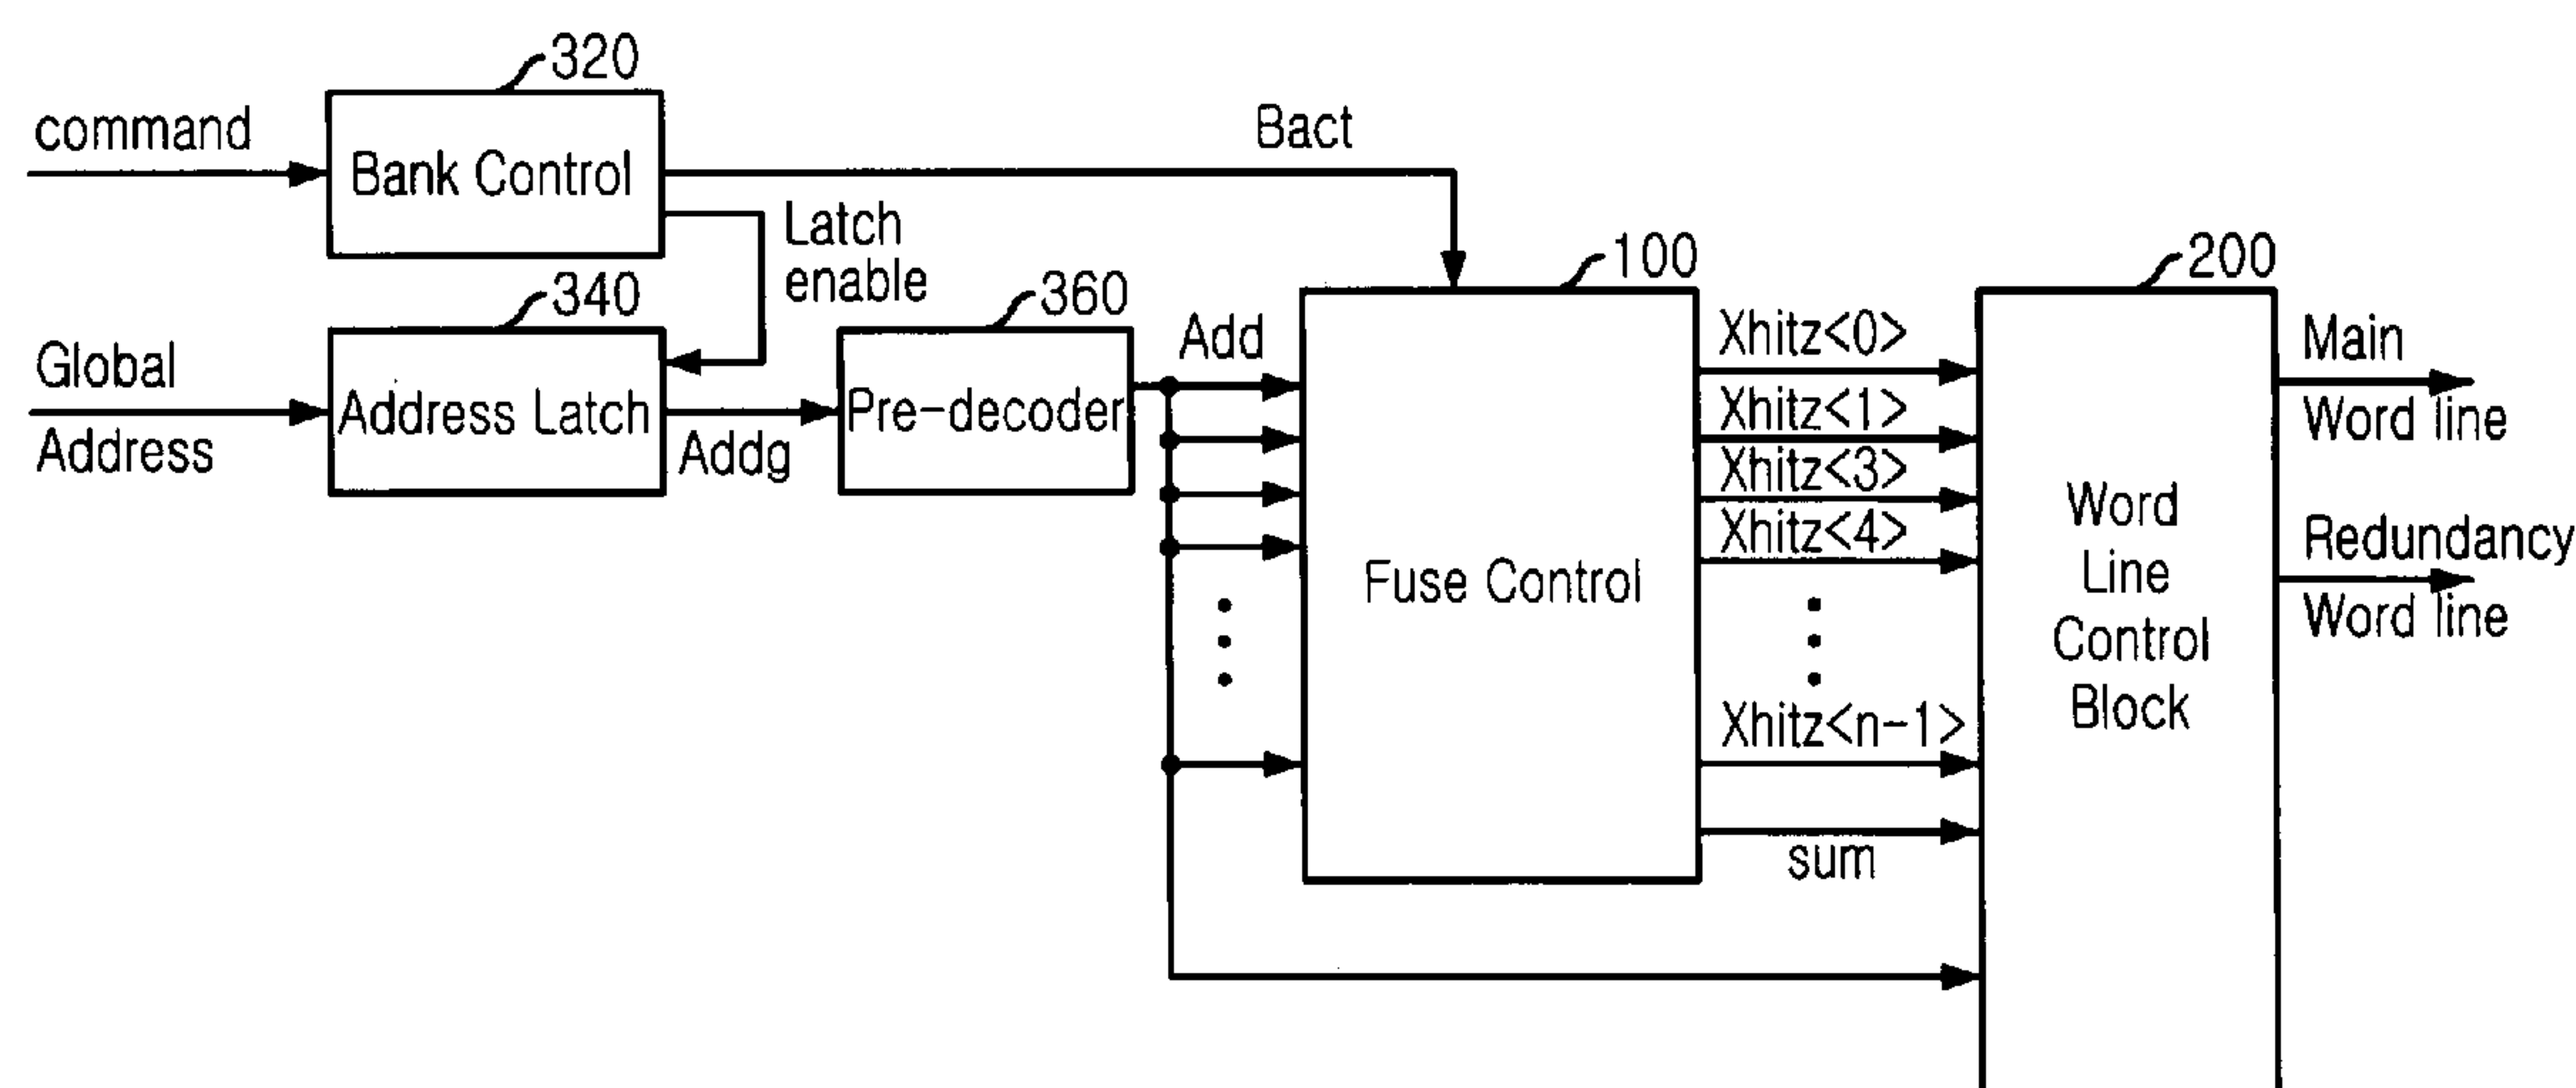 320
command
Bank Control
Bact
Latch
enable
340
360
100
200
Global
Address
Address Latch
Addg
Pre-decoder
Add
Fuse Control
Xhitz<0>
Xhitz<1>
Xhitz<3>
Xhitz<4>
Xhitz<n-1>
sum
Word
Line
Control
Block
Main
Word line
Redundancy
Word line